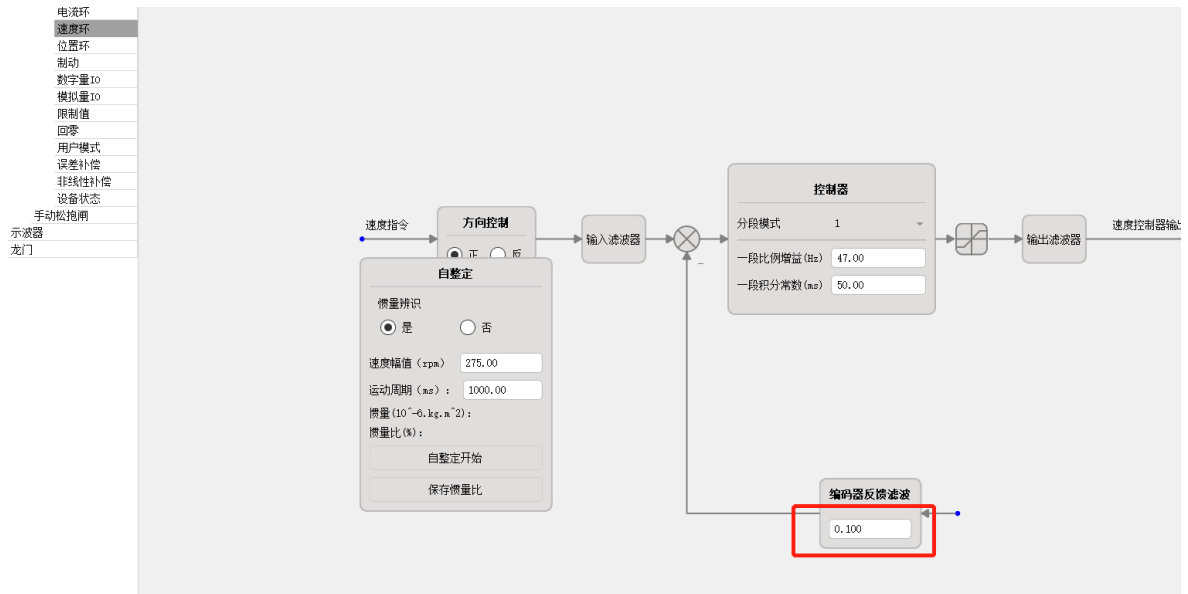 电流环
速度环
位置环
制动
数字量IO
模拟量IO
限制值
回零
用户模式
误差补偿
非线性补偿
设备状态
手动松抱闸
示波器
龙门
速度指令
方向控制
正 反
输入滤波器
控制器
分段模式 1
一段比例增益(Hz) 47.00
一段积分常数(ms) 50.00
输出滤波器
速度控制器输出
自整定
惯量辨识
是 否
速度幅值（rpm） 275.00
运动周期（ms）: 1000.00
惯量(10^-6.kg.m^2):
惯量比(%):
自整定开始
保存惯量比
编码器反馈滤波
0.100